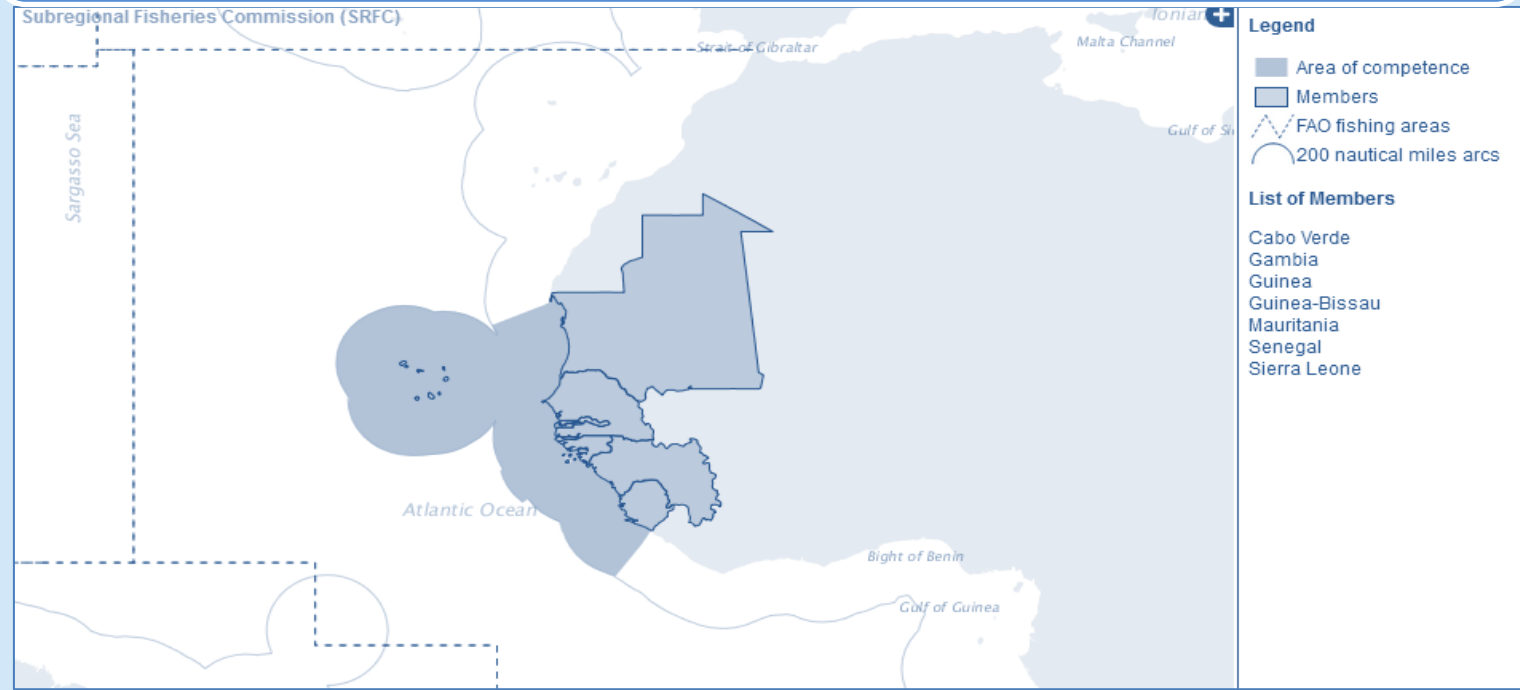 Subregional Fisheries Commission (SRFC)
Ionian
Strait of Gibraltar
Malta Channel
Sargasso Sea
Gulf of
Atlantic Ocean
Bight of Benin
Gulf of Guinea
Legend
Area of competence
Members
FAO fishing areas
200 nautical miles arcs
List of Members
Cabo Verde
Gambia
Guinea
Guinea-Bissau
Mauritania
Senegal
Sierra Leone